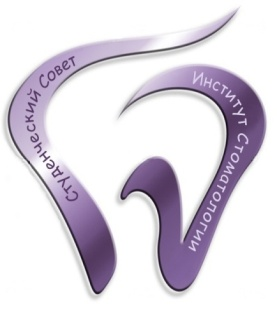 Студенческий Совет
Институт Стоматологии